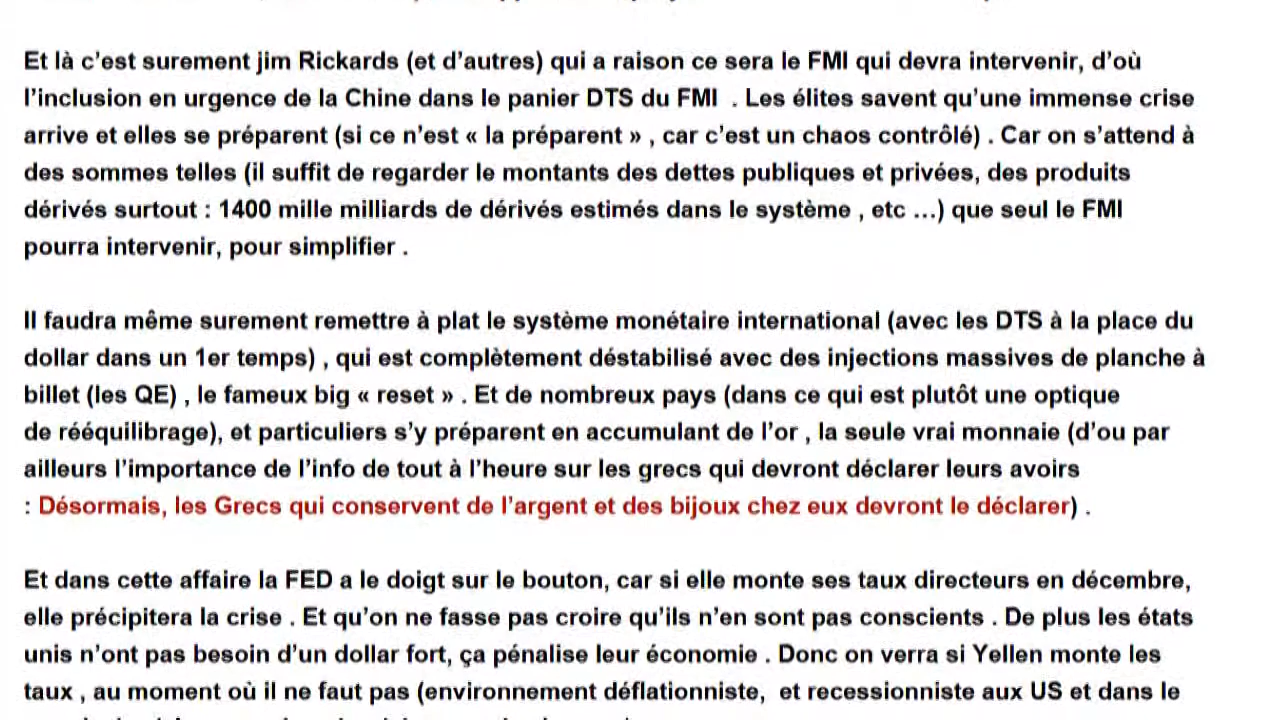 Et là c’est surement jim Rickards (et d’autres) qui a raison ce sera le FMI qui devra intervenir, d’où
l’inclusion en urgence de la Chine dans le panier DTS du FMI  . Les élites savent qu’une immense crise
arrive et elles se préparent (si ce n’est « la préparent » , car c’est un chaos contrôlé) . Car on s’attend à
des sommes telles (il suffit de regarder le montants des dettes publiques et privées, des produits
dérivés surtout : 1400 mille milliards de dérivés estimés dans le système , etc …) que seul le FMI
pourra intervenir, pour simplifier .
Il faudra même surement remettre à plat le système monétaire international (avec les DTS à la place du
dollar dans un 1er temps) , qui est complètement déstabilisé avec des injections massives de planche à
billet (les QE) , le fameux big « reset » . Et de nombreux pays (dans ce qui est plutôt une optique
de rééquilibrage), et particuliers s’y préparent en accumulant de l’or , la seule vrai monnaie (d’ou par
ailleurs l’importance de l’info de tout à l’heure sur les grecs qui devront déclarer leurs avoirs
: Désormais, les Grecs qui conservent de l’argent et des bijoux chez eux devront le déclarer) .
Et dans cette affaire la FED a le doigt sur le bouton, car si elle monte ses taux directeurs en décembre,
elle précipitera la crise . Et qu’on ne fasse pas croire qu’ils n’en sont pas conscients . De plus les états
unis n’ont pas besoin d’un dollar fort, ça pénalise leur économie . Donc on verra si Yellen monte les
taux , au moment où il ne faut pas (environnement déflationniste,  et recessionniste aux US et dans le